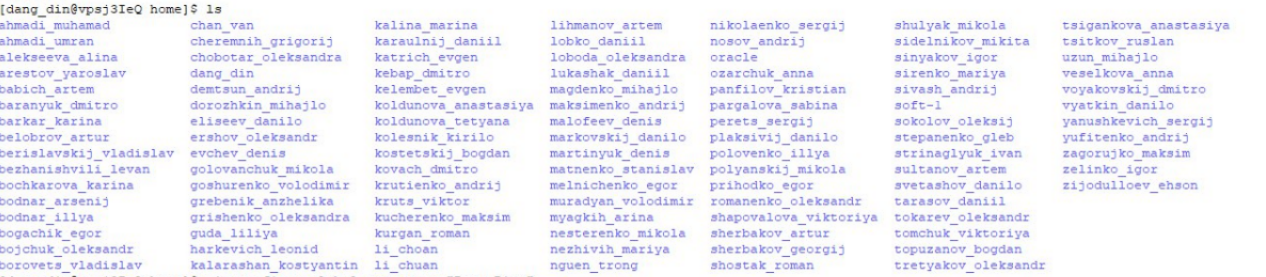 [dang_din@vpsj3IeQ home]$ ls
ahmadi_muhamad chan_van kalina_marina lihmanov_artem nikolaenko_sergij shulyak_mikola tsigankova_anastasiya
ahmadi_umran cheremnih_grigorij karaulnij_daniil lobko_daniil nosov_andrij sidelnikov_mikita tsitkov_ruslan
alekseeva_alina chobotar_oleksandra katrich_evgen loboda_oleksandra oracle sinyakov_igor uzun_mihajlo
arestov_yaroslav dang_din kebap_dmitro lukashak_daniil ozarchuk_anna sirenko_mariya veselkova_anna
babich_artem demtsun_andrij kelembet_evgen magdenko_mihajlo panfilov_kristian sivash_andrij voyakovskij_dmitro
baranyuk_dmitro dorozhkin_mihajlo koldunova_anastasiya maksimenko_andrij pargalova_sabina soft-1 vyatkin_danilo
barkar_karina eliseev_danilo koldunova_tetyana malofeev_denis perets_sergij sokolov_oleksij yanushkevich_sergij
belobrov_artur ershov_oleksandr kolesnik_kirilo markovskij_danilo plaksivij_danilo stepanenko_gleb yufitenko_andrij
berislavskij_vladislav evchev_denis kostetskij_bogdan martinyuk_denis polovenko_illya strinaglyuk_ivan zagorujko_maksim
bezhanishvili_levan golovanchuk_mikola kovach_dmitro matnenko_stanislav polyanskij_mikola sultanov_artem zelinko_igor
bochkarova_karina goshurenko_volodimir krutienko_andrij melnichenko_egor prihodko_egor svetashov_danilo zijodulloev_ehson
bodnar_arsenij grebenik_anzhelika kruts_viktor muradyan_volodimir romanenko_oleksandr tarasov_daniil
bodnar_illya grishenko_oleksandra kucherenko_maksim myagkih_arina shapovalova_viktoriya tokarev_oleksandr
bogachik_egor guda_liliya kurgan_roman nesterenko_mikola sherbakov_artur tomchuk_viktoriya
bojchuk_oleksandr harkevich_leonid li_choan nezhivih_mariya sherbakov_georgij topuzanov_bogdan
borovets_vladislav kalarashan_kostyantin li_chuan nguen_trong shostak_roman tretyakov_oleksandr